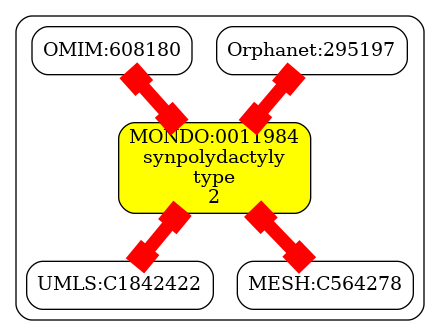 OMIM:608180
Orphanet:295197
MONDO:0011984
synpolydactyly
type
2
UMLS:C1842422
MESH:C564278